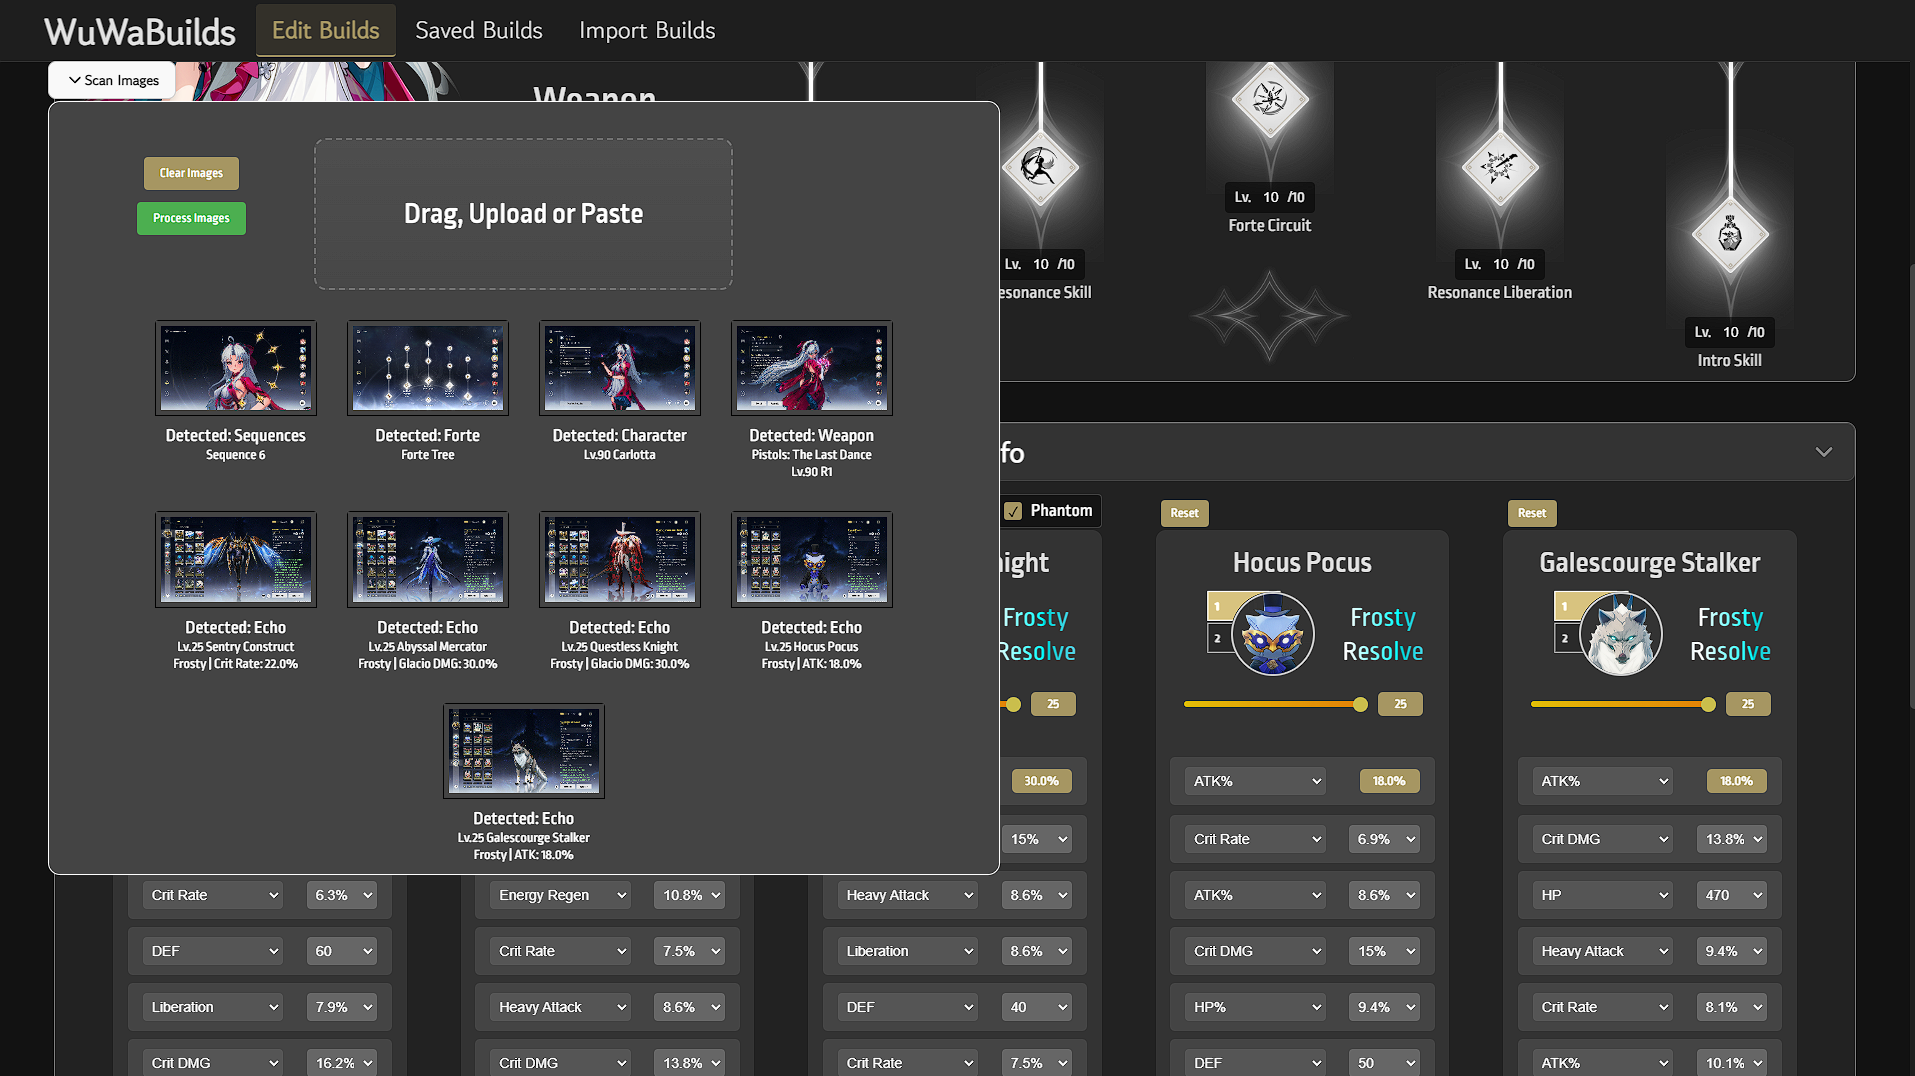 WuWaBuilds
Edit Builds
Saved Builds
Import Builds
Scan Images
Weapon
Clear Images
Process Images
Drag, Upload or Paste
Detected: Sequences
Sequence 6
Detected: Forte
Forte Tree
Detected: Character
Lv.90 Carlotta
Detected: Weapon
Pistols: The Last Dance
Lv.90 R1
Detected: Echo
Lv.25 Sentry Construct
Frosty | Crit Rate: 22.0%
Detected: Echo
Lv.25 Abyssal Mercator
Frosty | Glacio DMG: 30.0%
Detected: Echo
Lv.25 Questless Knight
Frosty | Glacio DMG: 30.0%
Detected: Echo
Lv.25 Hocus Pocus
Frosty | ATK: 18.0%
Detected: Echo
Lv.25 Galescourge Stalker
Frosty | ATK: 18.0%
Lv. 10 /10
esonance Skill
Lv. 10 /10
Forte Circuit
Lv. 10 /10
Resonance Liberation
Lv. 10 /10
Intro Skill
fo
Crit Rate 6.3%
DEF 60
Liberation 7.9%
Crit DMG 16.2%
Energy Regen 10.8%
Crit Rate 7.5%
Heavy Attack 8.6%
Crit DMG 13.8%
Phantom
night
Frosty
Resolve
25
30.0%
15%
Heavy Attack 8.6%
Liberation 8.6%
DEF 40
Crit Rate 7.5%
Reset
Hocus Pocus
1
2
Frosty
Resolve
25
ATK% 18.0%
Crit Rate 6.9%
ATK% 8.6%
Crit DMG 15%
HP% 9.4%
DEF 50
Reset
Galescourge Stalker
1
2
Frosty
Resolve
25
ATK% 18.0%
Crit DMG 13.8%
HP 470
Heavy Attack 9.4%
Crit Rate 8.1%
ATK% 10.1%